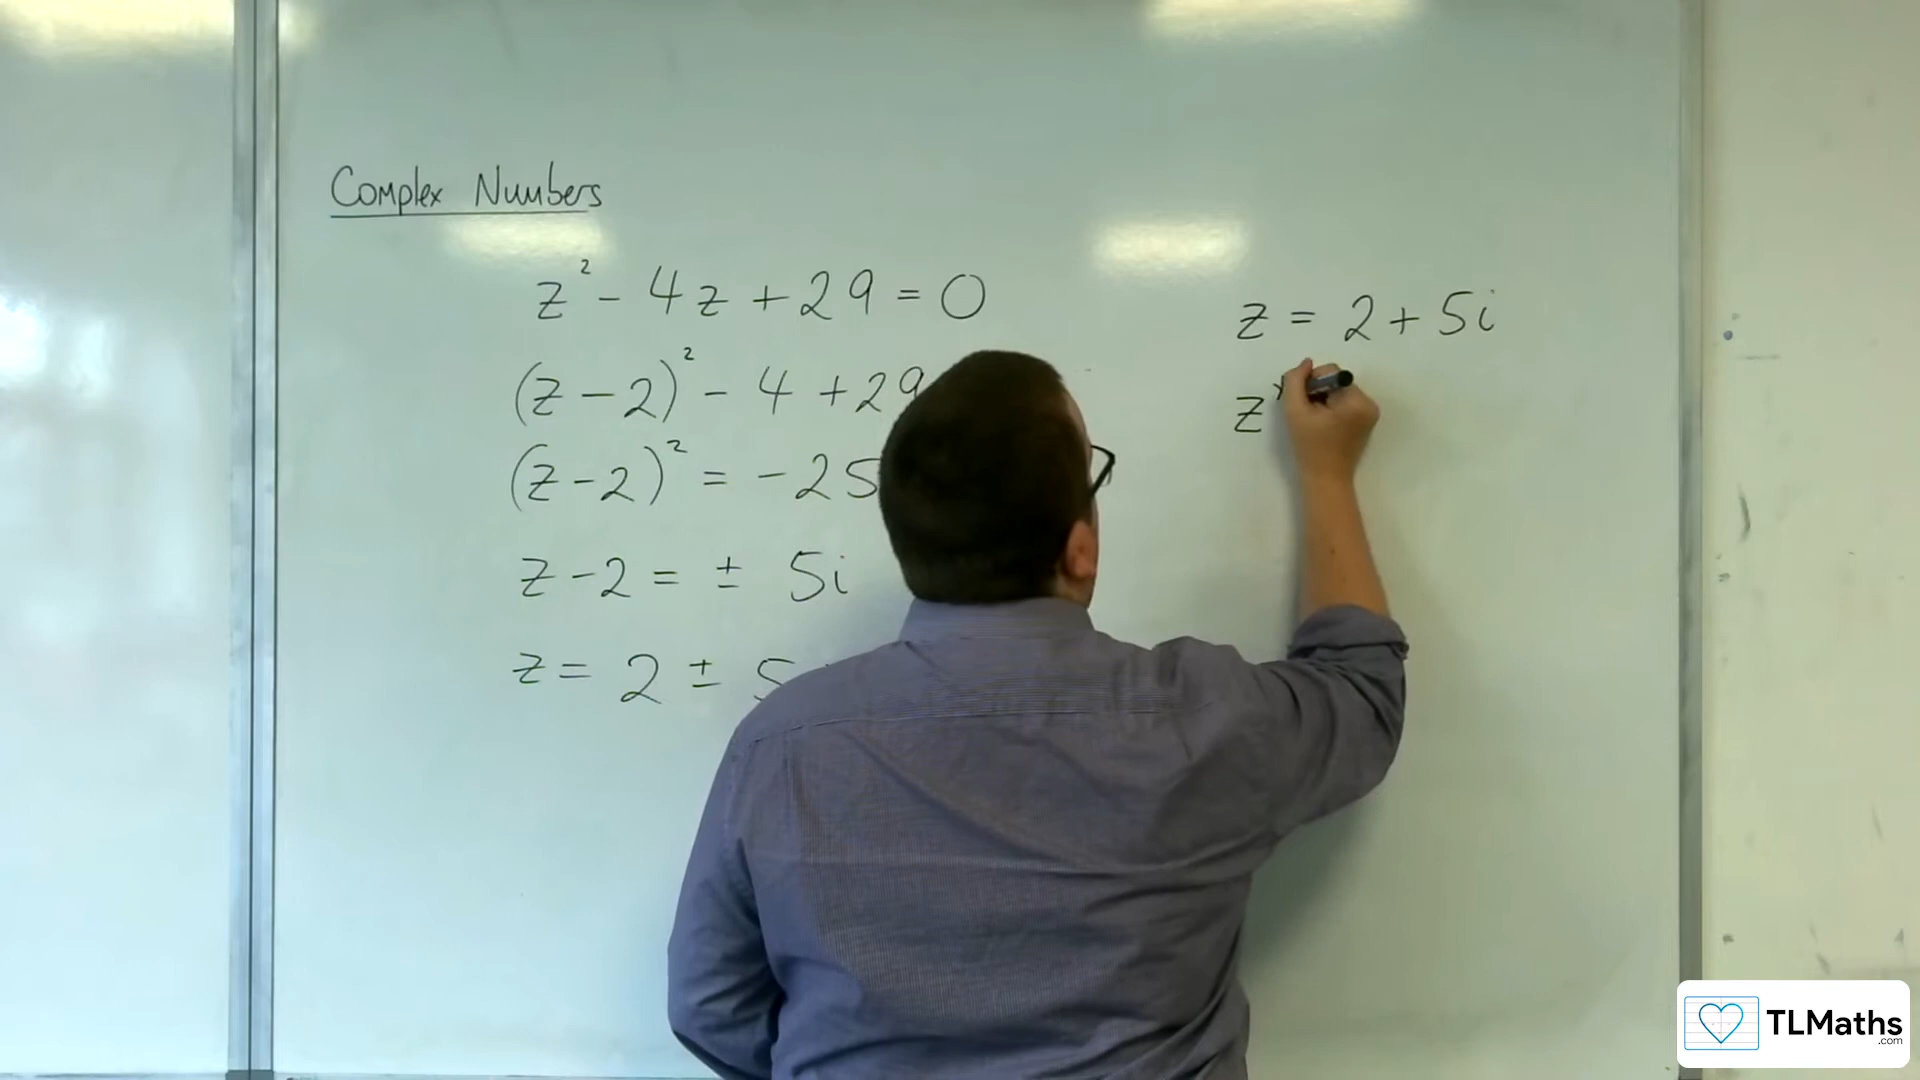 Complex Numbers
z² - 4z + 29 = 0
(z - 2)² - 4 + 29
(z - 2)² = -25
z - 2 = ± 5i
z = 2 ± 5
z = 2 + 5i
z
TLMaths
.com